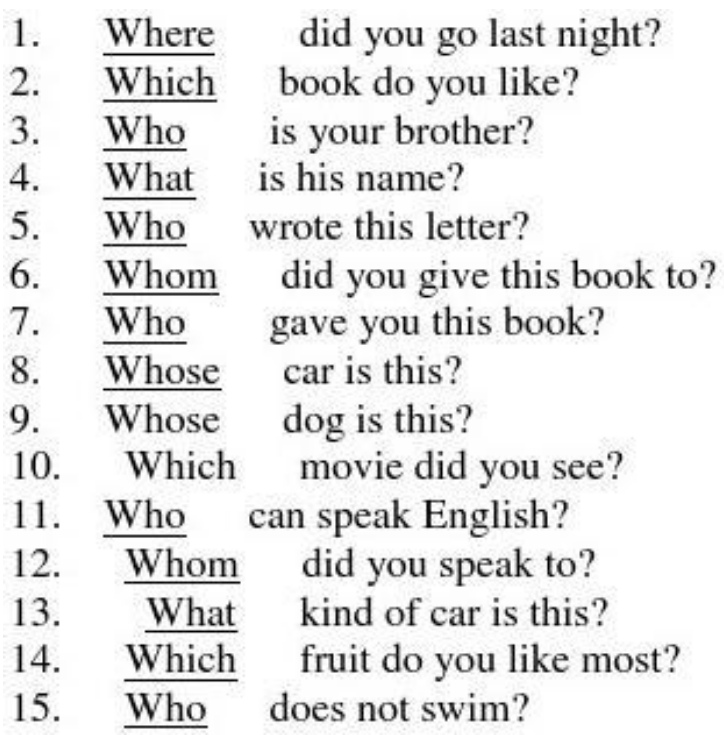 1. Where did you go last night?
2. Which book do you like?
3. Who is your brother?
4. What is his name?
5. Who wrote this letter?
6. Whom did you give this book to?
7. Who gave you this book?
8. Whose car is this?
9. Whose dog is this?
10. Which movie did you see?
11. Who can speak English?
12. Whom did you speak to?
13. What kind of car is this?
14. Which fruit do you like most?
15. Who does not swim?